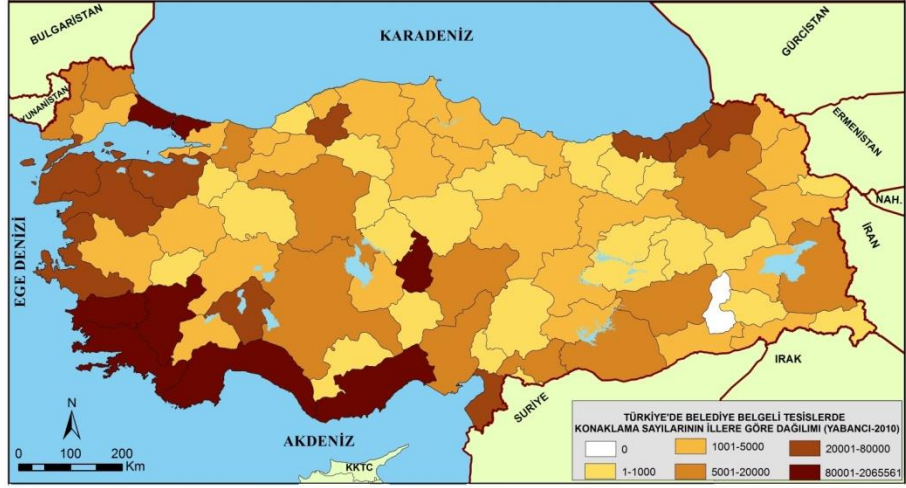 BULGARİSTAN
KARADENİZ
GÜRCİSTAN
YUNANİSTAN
ERMENİSTAN
NAH.
İRAN
EGE DENİZİ
IRAK
SURİYE
AKDENİZ
KKTC
N
0 50 100 200
Km
TÜRKİYE'DE BELEDİYE BELGELİ TESİSLERDE
KONAKLAMA SAYILARININ İLLERE GÖRE DAĞILIMI (YABANCI-2010)
0 1001-5000 20001-80000
1-1000 5001-20000 80001-2065561